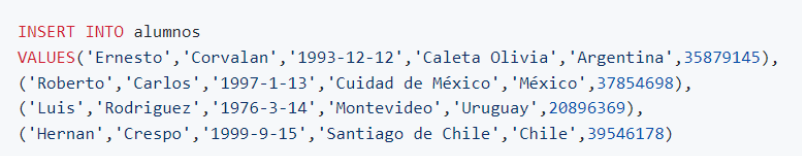 INSERT INTO alumnos
VALUES('Ernesto','Corvalan','1993-12-12','Caleta Olivia','Argentina',35879145),
('Roberto','Carlos','1997-1-13','Cuidad de México','México',37854698),
('Luis','Rodriguez','1976-3-14','Montevideo','Uruguay',20896369),
('Hernan','Crespo','1999-9-15','Santiago de Chile','Chile',39546178)